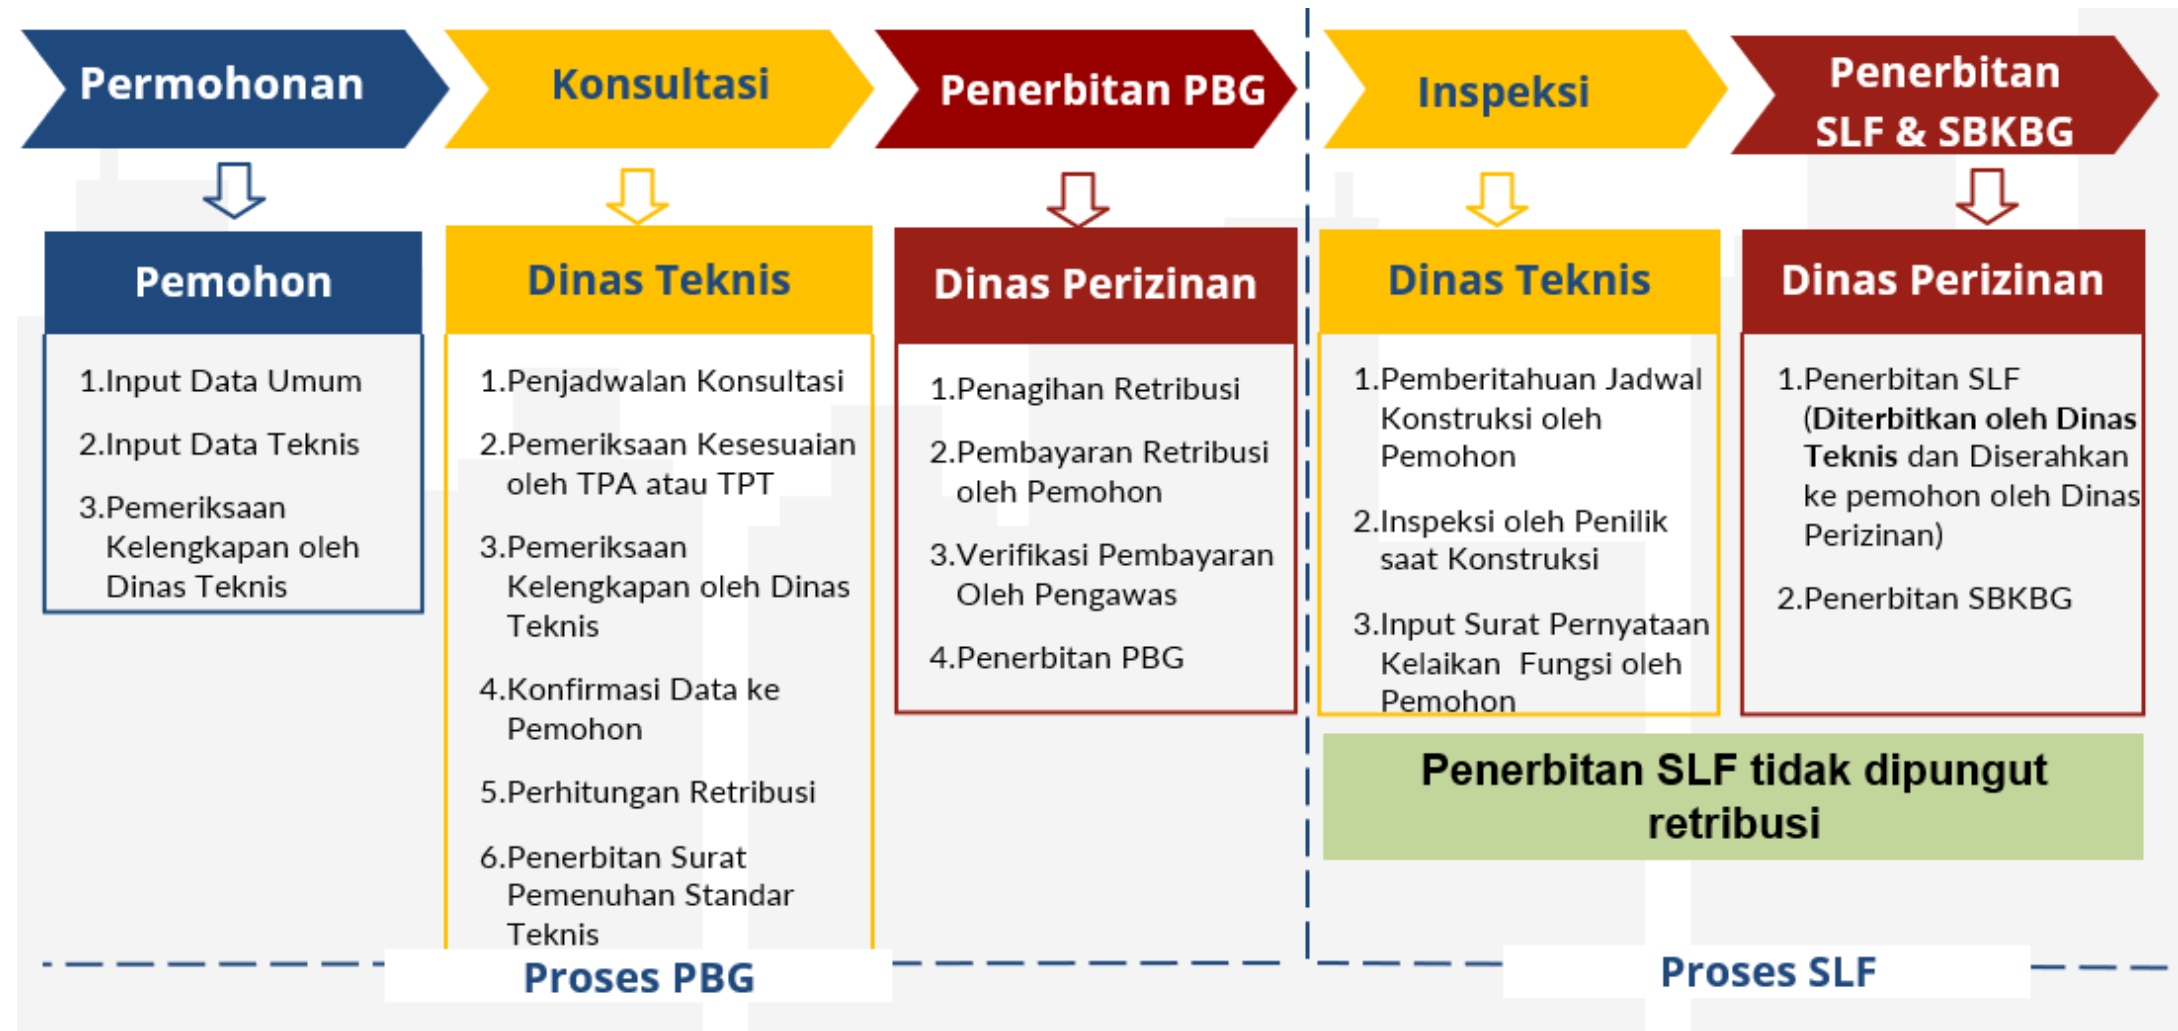 Permohonan
Konsultasi
Penerbitan PBG
Inspeksi
Penerbitan
SLF & SBKBG
Pemohon
1.Input Data Umum
2.Input Data Teknis
3.Pemeriksaan
Kelengkapan oleh
Dinas Teknis
Dinas Teknis
1.Penjadwalan Konsultasi
2.Pemeriksaan Kesesuaian
oleh TPA atau TPT
3.Pemeriksaan
Kelengkapan oleh Dinas
Teknis
4.Konfirmasi Data ke
Pemohon
5.Perhitungan Retribusi
6.Penerbitan Surat
Pemenuhan Standar
Teknis
Dinas Perizinan
1.Penagihan Retribusi
2.Pembayaran Retribusi
oleh Pemohon
3.Verifikasi Pembayaran
Oleh Pengawas
4.Penerbitan PBG
Proses PBG
Dinas Teknis
1.Pemberitahuan Jadwal
Konstruksi oleh
Pemohon
2.Inspeksi oleh Penilik
saat Konstruksi
3.Input Surat Pernyataan
Kelaikan Fungsi oleh
Pemohon
Dinas Perizinan
1.Penerbitan SLF
(Diterbitkan oleh Dinas
Teknis dan Diserahkan
ke pemohon oleh Dinas
Perizinan)
2.Penerbitan SBKBG
Penerbitan SLF tidak dipungut
retribusi
Proses SLF